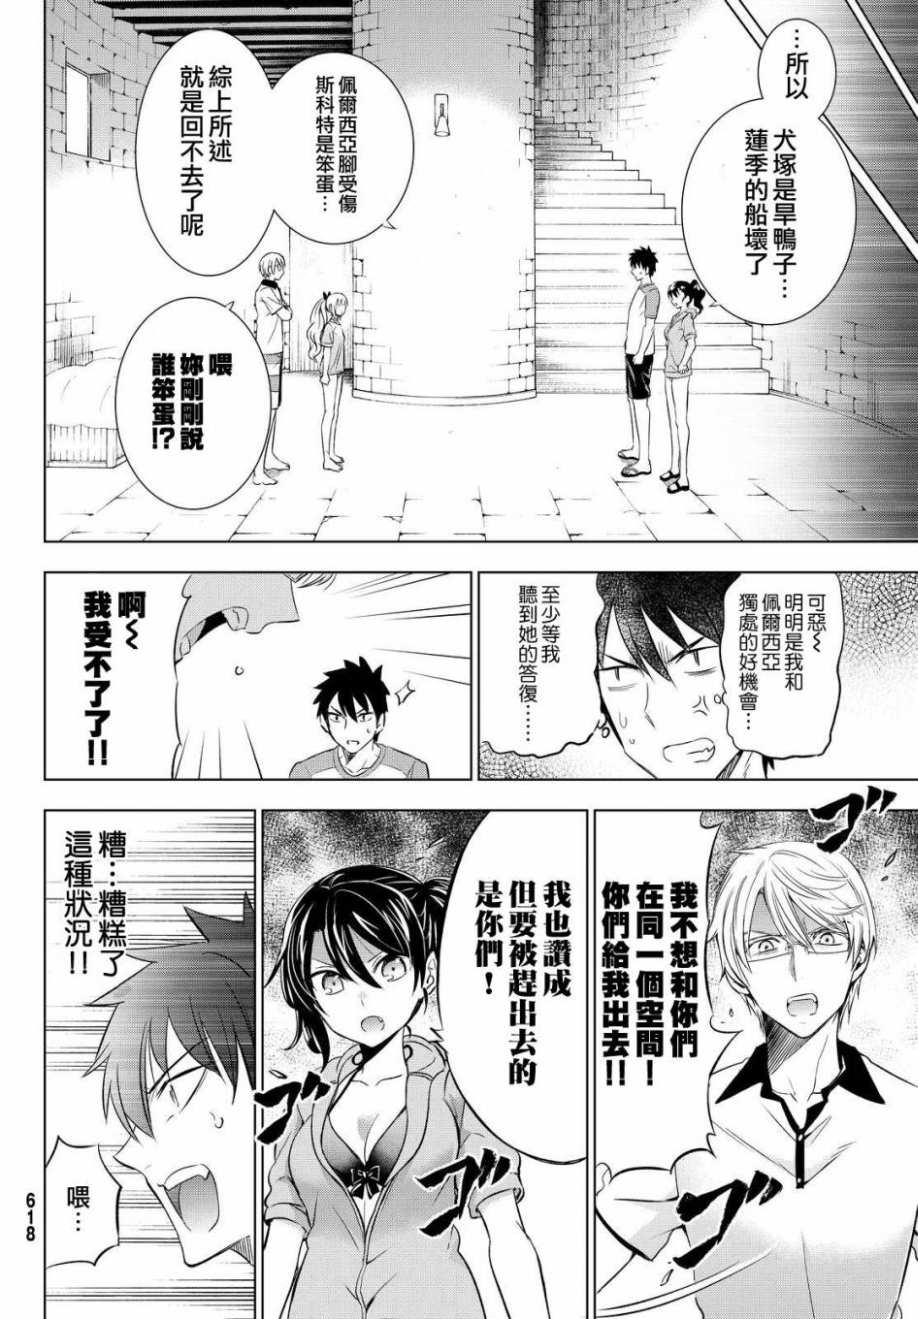 …所以
犬塚是旱鴨子…
蓮季的船壞了
佩爾西亞腳受傷
斯科特是笨蛋…
綜上所述
就是回不去了呢
喂
妳剛剛說
誰笨蛋!?
可惡～
明明是我和
佩爾西亞
獨處的好機會…
至少等我
聽到她的答復……
啊～
我受不了了!!
ゴ゙
我不想和你們
在同一個空間！
你們給我出去!!
ゴ゙
我也讚成
但要被趕出去的
是你們！
ゴ゙
糟…糟糕了
這種狀況!!
喂…
618